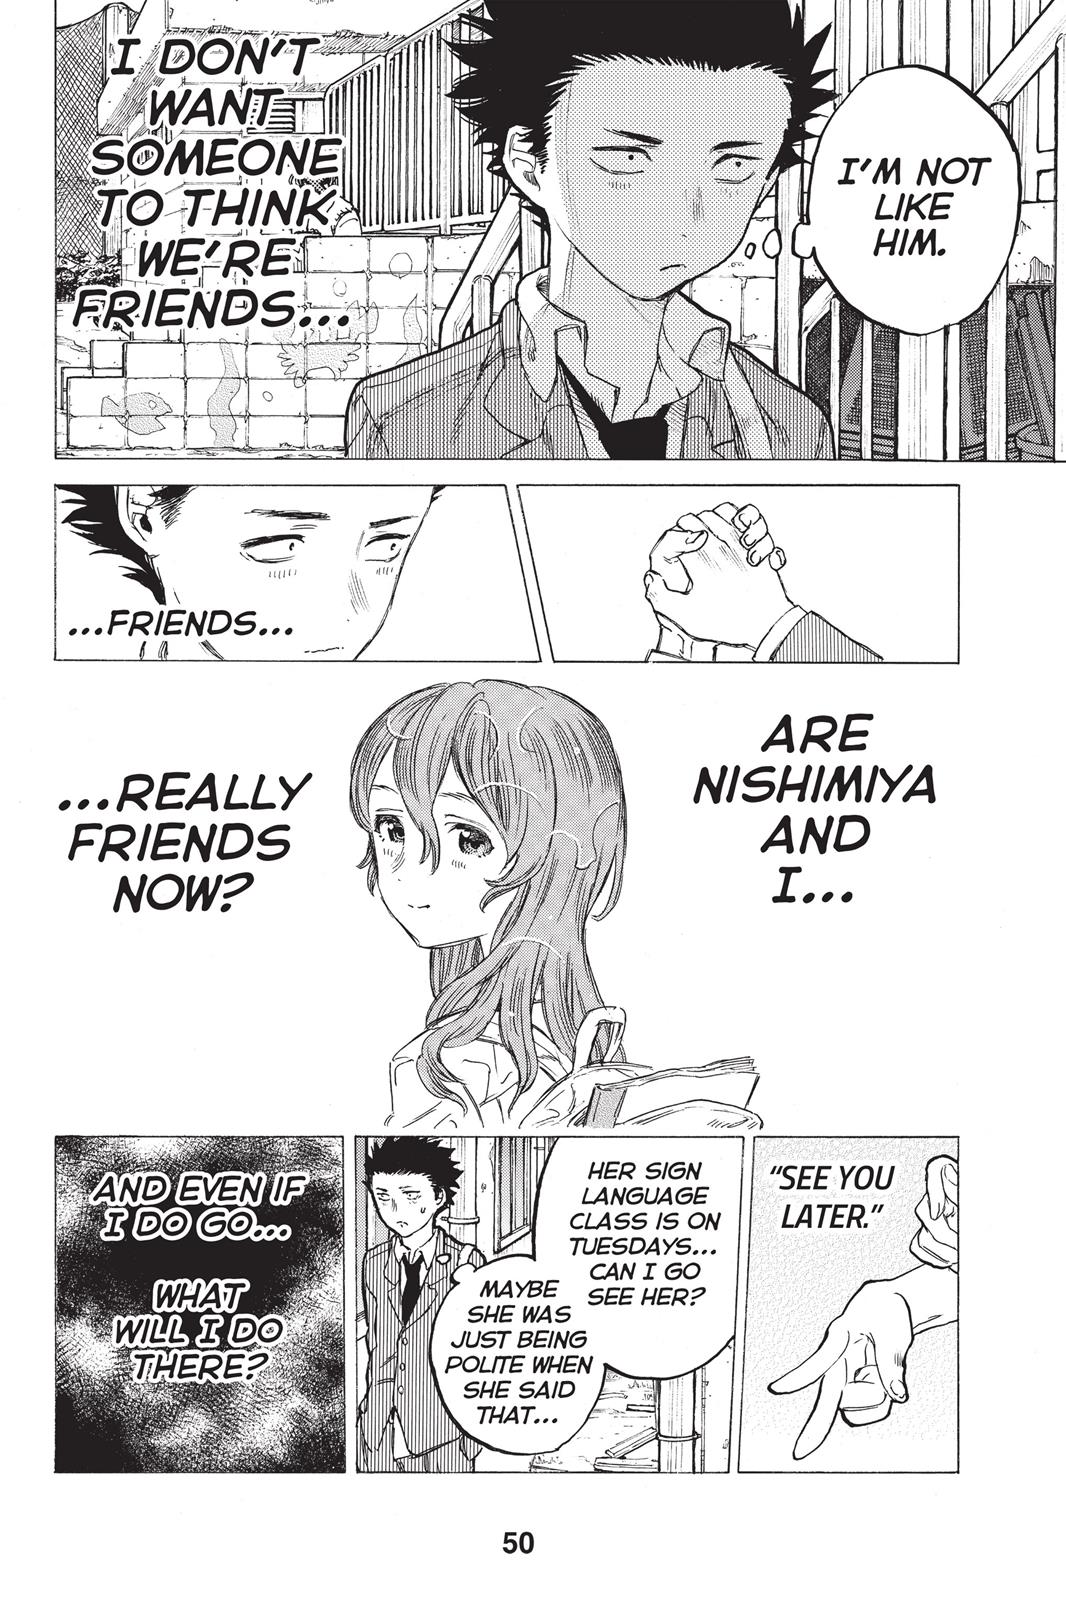 I'M NOT
LIKE
HIM.
I DON'T
WANT
SOMEONE
TO THINK
WE'RE
FRIENDS...
...FRIENDS...
ARE
NISHIMIYA
AND
I...
...REALLY
FRIENDS
NOW?
"SEE YOU
LATER."
HER SIGN
LANGUAGE
CLASS IS ON
TUESDAYS...
CAN I GO
SEE HER?
MAYBE
SHE WAS
JUST BEING
POLITE WHEN
SHE SAID
THAT...
AND EVEN IF
I DO GO...
WHAT
WILL I DO
THERE?
50